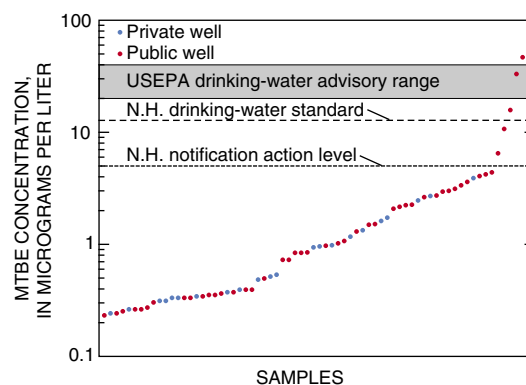 MTBE CONCENTRATION,
IN MICROGRAMS PER LITER
100
10
1
0.1
Private well
Public well
USEPA drinking-water advisory range
N.H. drinking-water standard
N.H. notification action level
SAMPLES